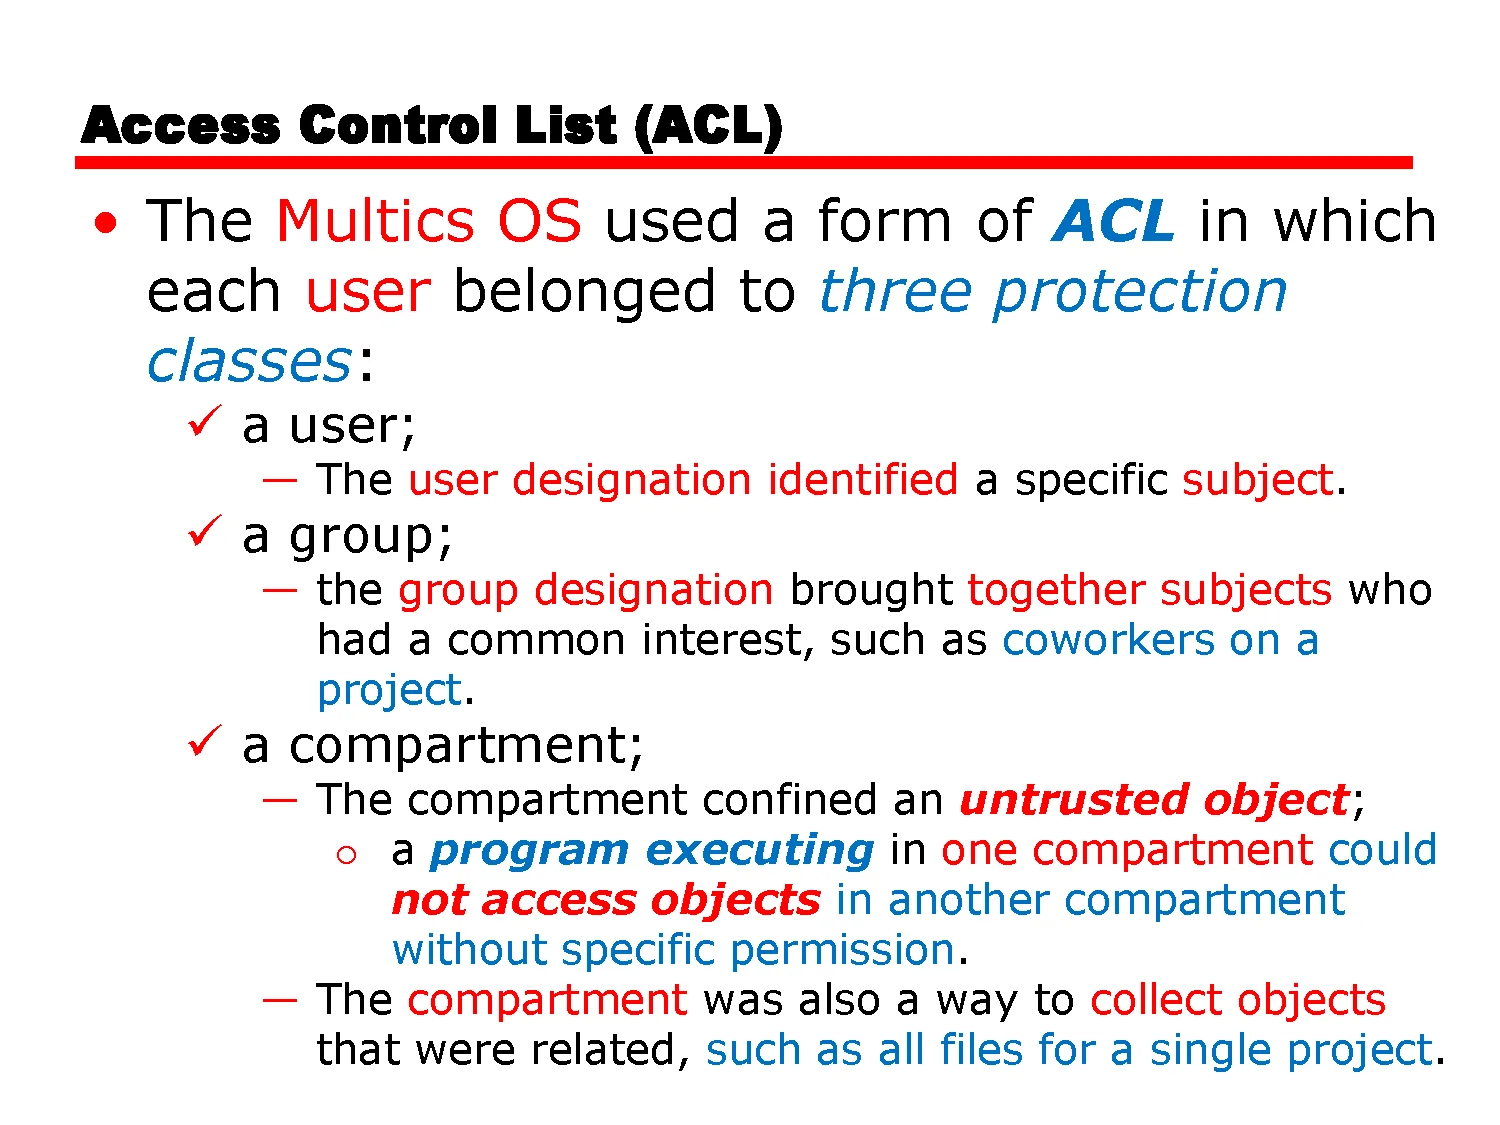 Access Control List (ACL)
• The Multics OS used a form of ACL in which
each user belonged to three protection
classes:
✓ a user;
— The user designation identified a specific subject.
✓ a group;
— the group designation brought together subjects who
had a common interest, such as coworkers on a
project.
✓ a compartment;
— The compartment confined an untrusted object;
o a program executing in one compartment could
not access objects in another compartment
without specific permission.
— The compartment was also a way to collect objects
that were related, such as all files for a single project.